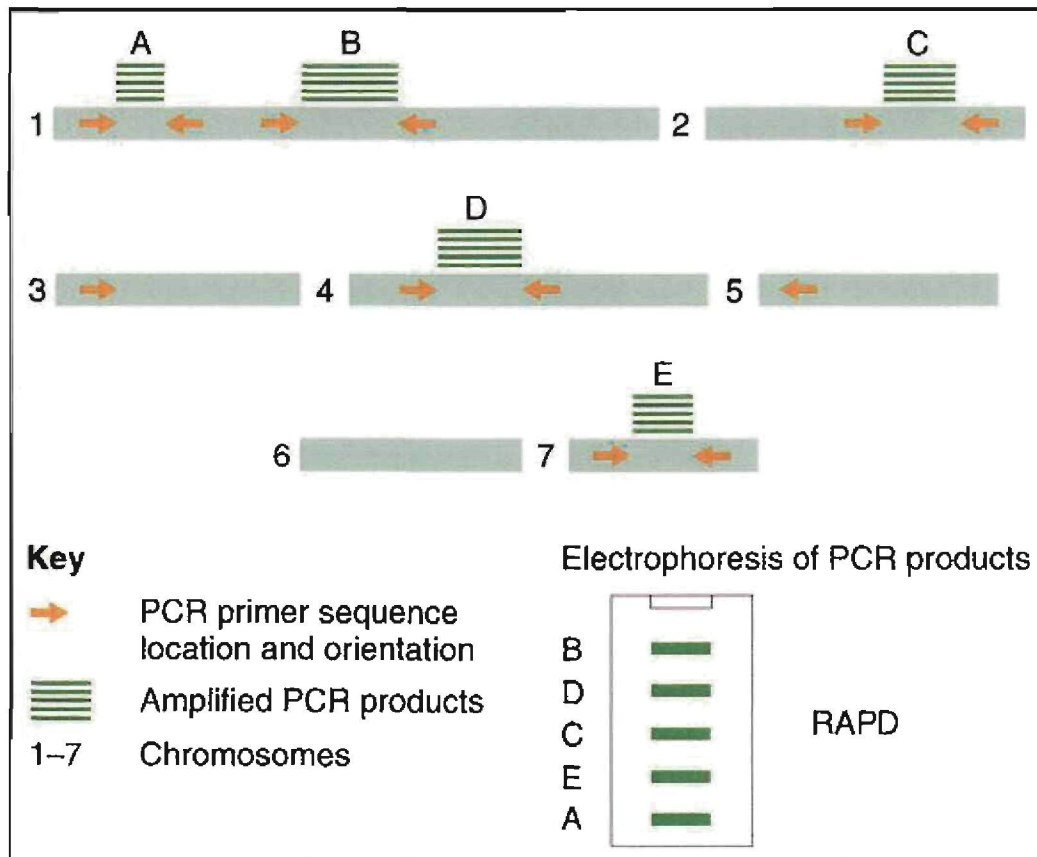 A B C
1 2
D
3 4 5
E
6 7
Key
PCR primer sequence
location and orientation
Amplified PCR products
1–7 Chromosomes
Electrophoresis of PCR products
B
D
C
E
A
RAPD